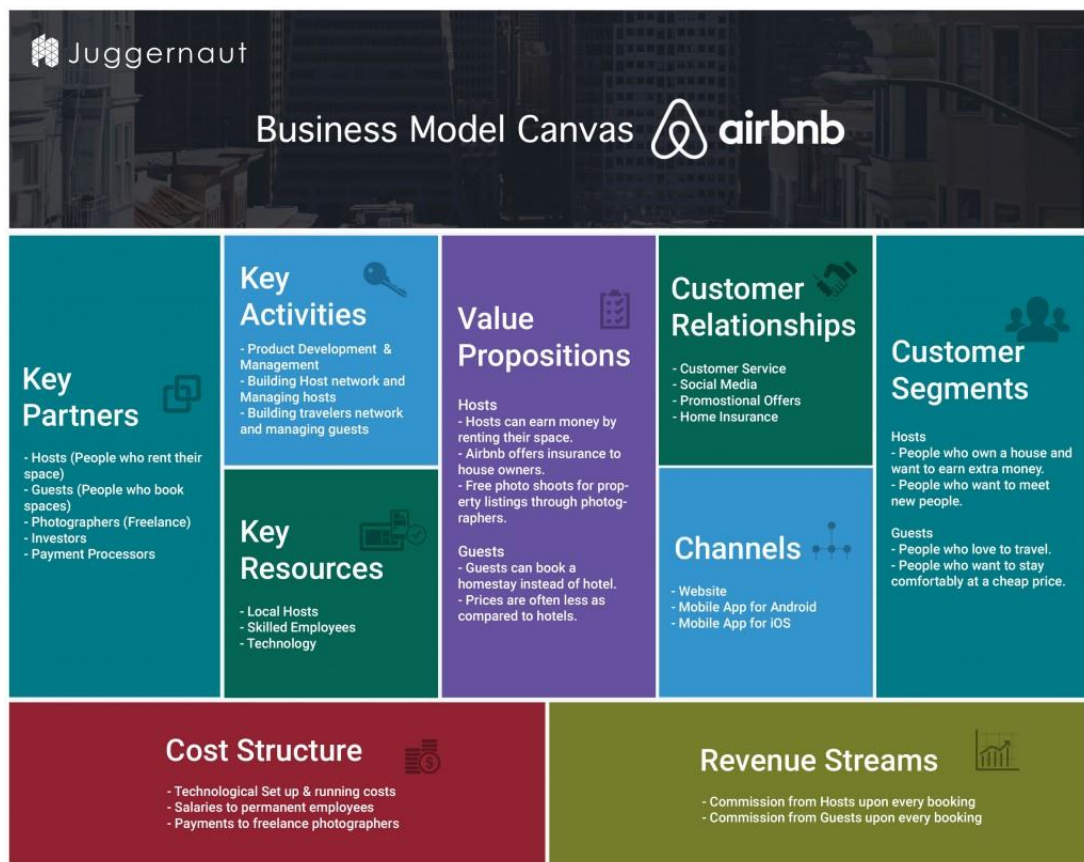 Juggernaut
Business Model Canvas airbnb
Key
Partners
- Hosts (People who rent their
space)
- Guests (People who book
spaces)
- Photographers (Freelance)
- Investors
- Payment Processors
Key
Activities
- Product Development &
Management
- Building Host network and
Managing hosts
- Building travelers network
and managing guests
Key
Resources
- Local Hosts
- Skilled Employees
- Technology
Value
Propositions
Hosts
- Hosts can earn money by
renting their space.
- Airbnb offers insurance to
house owners.
- Free photo shoots for prop-
erty listings through photog-
raphers.
Guests
- Guests can book a
homestay instead of hotel.
- Prices are often less as
compared to hotels.
Customer
Relationships
- Customer Service
- Social Media
- Promostional Offers
- Home Insurance
Channels
- Website
- Mobile App for Android
- Mobile App for iOS
Customer
Segments
Hosts
- People who own a house and
want to earn extra money.
- People who want to meet
new people.
Guests
- People who love to travel.
- People who want to stay
comfortably at a cheap price.
Cost Structure
- Technological Set up & running costs
- Salaries to permanent employees
- Payments to freelance photographers
Revenue Streams
- Commission from Hosts upon every booking
- Commission from Guests upon every booking